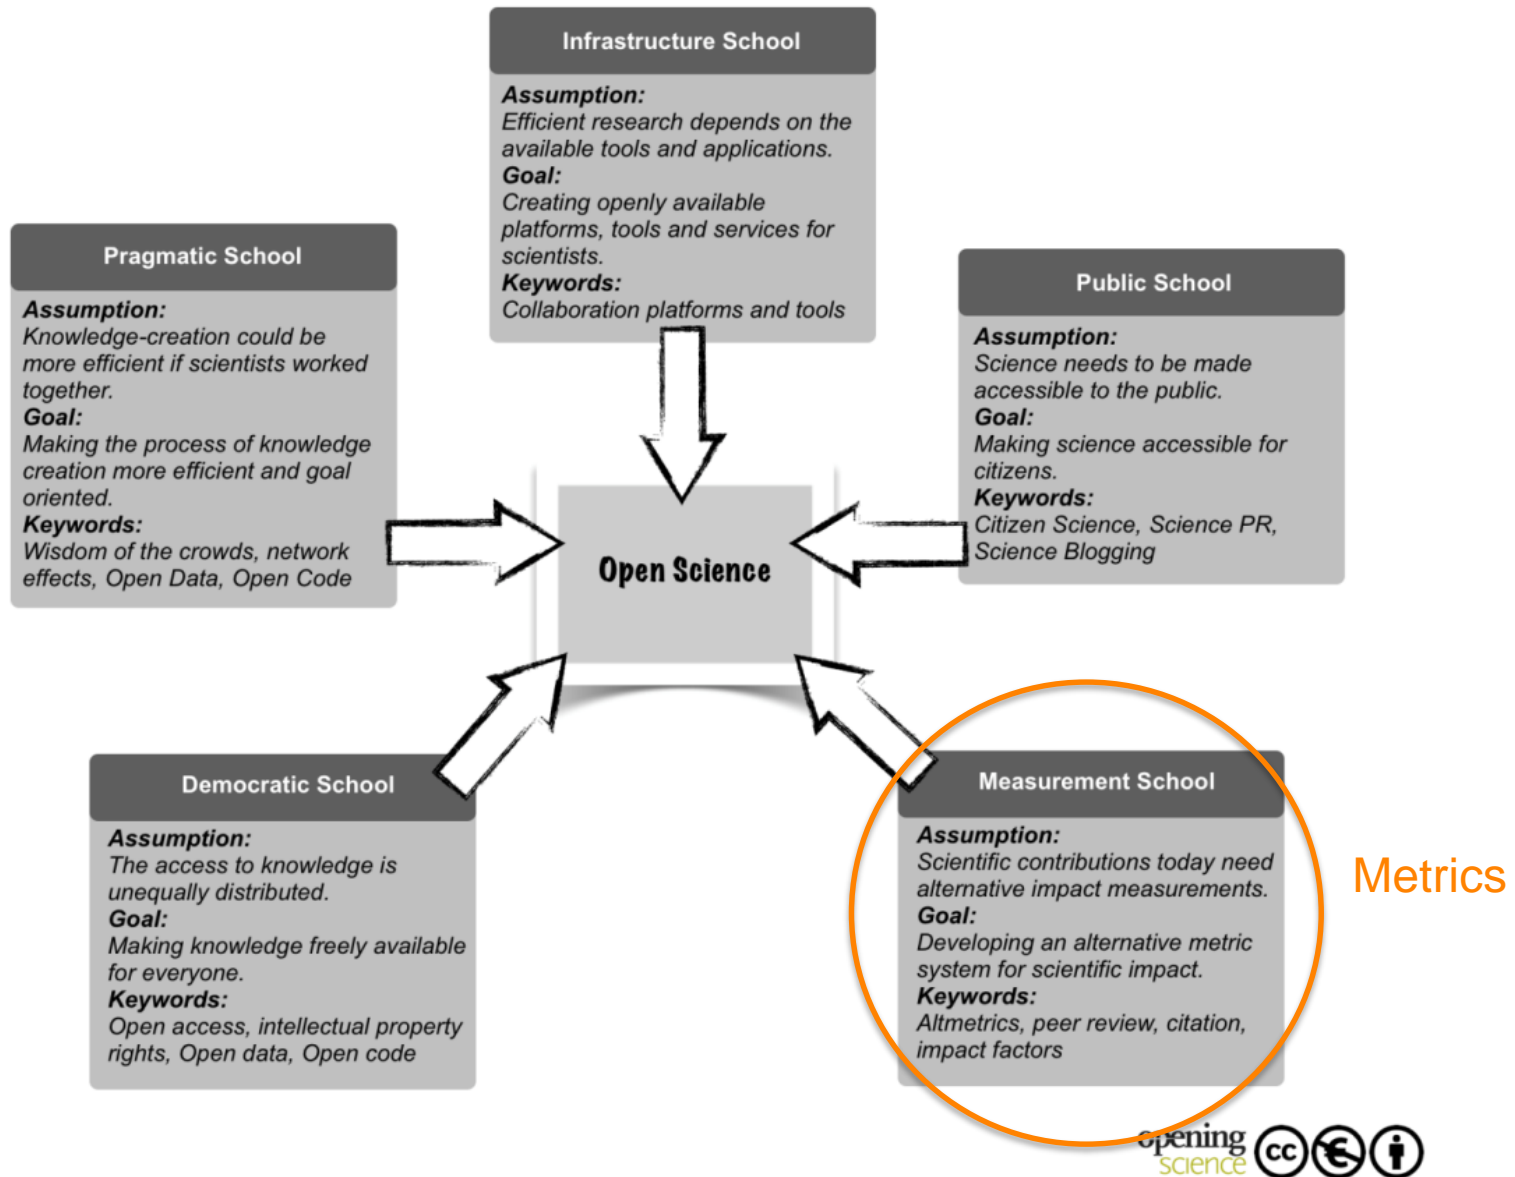 Infrastructure School
Assumption:
Efficient research depends on the
available tools and applications.
Goal:
Creating openly available
platforms, tools and services for
scientists.
Keywords:
Collaboration platforms and tools
Pragmatic School
Assumption:
Knowledge-creation could be
more efficient if scientists worked
together.
Goal:
Making the process of knowledge
creation more efficient and goal
oriented.
Keywords:
Wisdom of the crowds, network
effects, Open Data, Open Code
Public School
Assumption:
Science needs to be made
accessible to the public.
Goal:
Making science accessible for
citizens.
Keywords:
Citizen Science, Science PR,
Science Blogging
Open Science
Democratic School
Assumption:
The access to knowledge is
unequally distributed.
Goal:
Making knowledge freely available
for everyone.
Keywords:
Open access, intellectual property
rights, Open data, Open code
Measurement School
Assumption:
Scientific contributions today need
alternative impact measurements.
Goal:
Developing an alternative metric
system for scientific impact.
Keywords:
Altmetrics, peer review, citation,
impact factors
Metrics
opening
science
cc